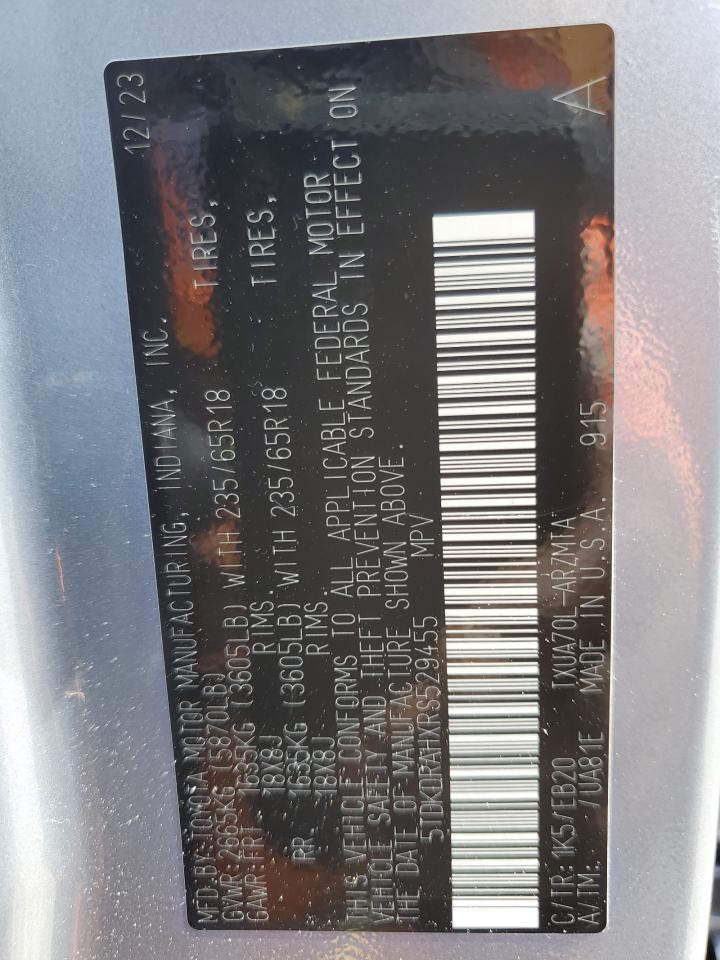 12/23
MFD.BY:TOYOTA MOTOR MANUFACTURING, INDIANA, INC.
GVWR:2665KG (5870LB)
GAWR:FRT 1635KG (3605LB) WITH 235/65R18 TIRES,
18X8J RIMS.
RR 1635KG (3605LB) WITH 235/65R18 TIRES,
18X8J RIMS.
THIS VEHICLE CONFORMS TO ALL APPLICABLE FEDERAL MOTOR
VEHICLE SAFETY AND THEFT PREVENTION STANDARDS IN EFFECT ON
THE DATE OF MANUFACTURE SHOWN ABOVE.
5TDKDRAHXRS529455 MPV
A
C/TR: 1K5/EB20 TXUA70L-ARZMTA
A/TM: /UA81E MADE IN U.S.A. 915